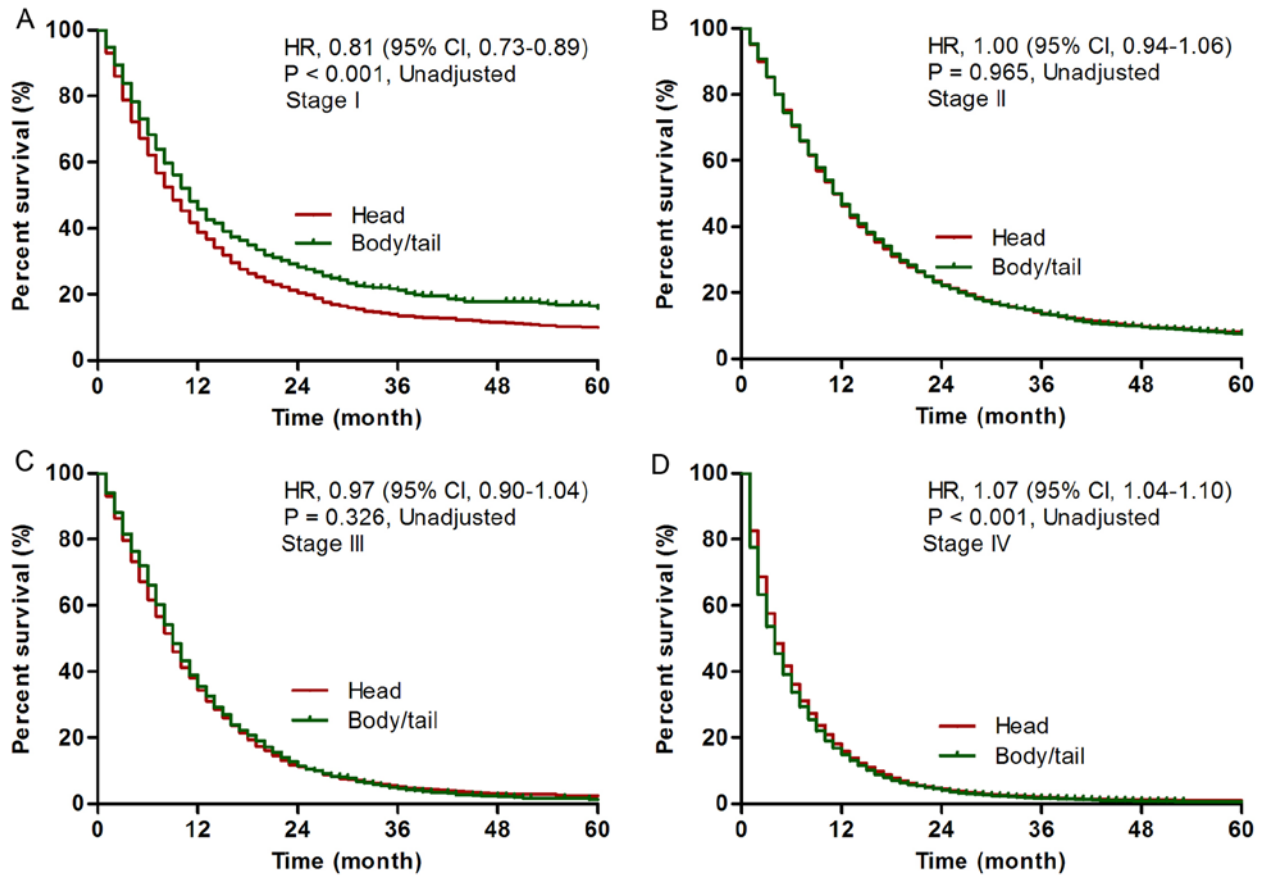 A
HR, 0.81 (95% CI, 0.73-0.89)
P < 0.001, Unadjusted
Stage I
Head
Body/tail
Percent survival (%)
100
80
60
40
20
0
0 12 24 36 48 60
Time (month)
B
HR, 1.00 (95% CI, 0.94-1.06)
P = 0.965, Unadjusted
Stage II
Head
Body/tail
Percent survival (%)
100
80
60
40
20
0
0 12 24 36 48 60
Time (month)
C
HR, 0.97 (95% CI, 0.90-1.04)
P = 0.326, Unadjusted
Stage III
Head
Body/tail
Percent survival (%)
100
80
60
40
20
0
0 12 24 36 48 60
Time (month)
D
HR, 1.07 (95% CI, 1.04-1.10)
P < 0.001, Unadjusted
Stage IV
Head
Body/tail
Percent survival (%)
100
80
60
40
20
0
0 12 24 36 48 60
Time (month)